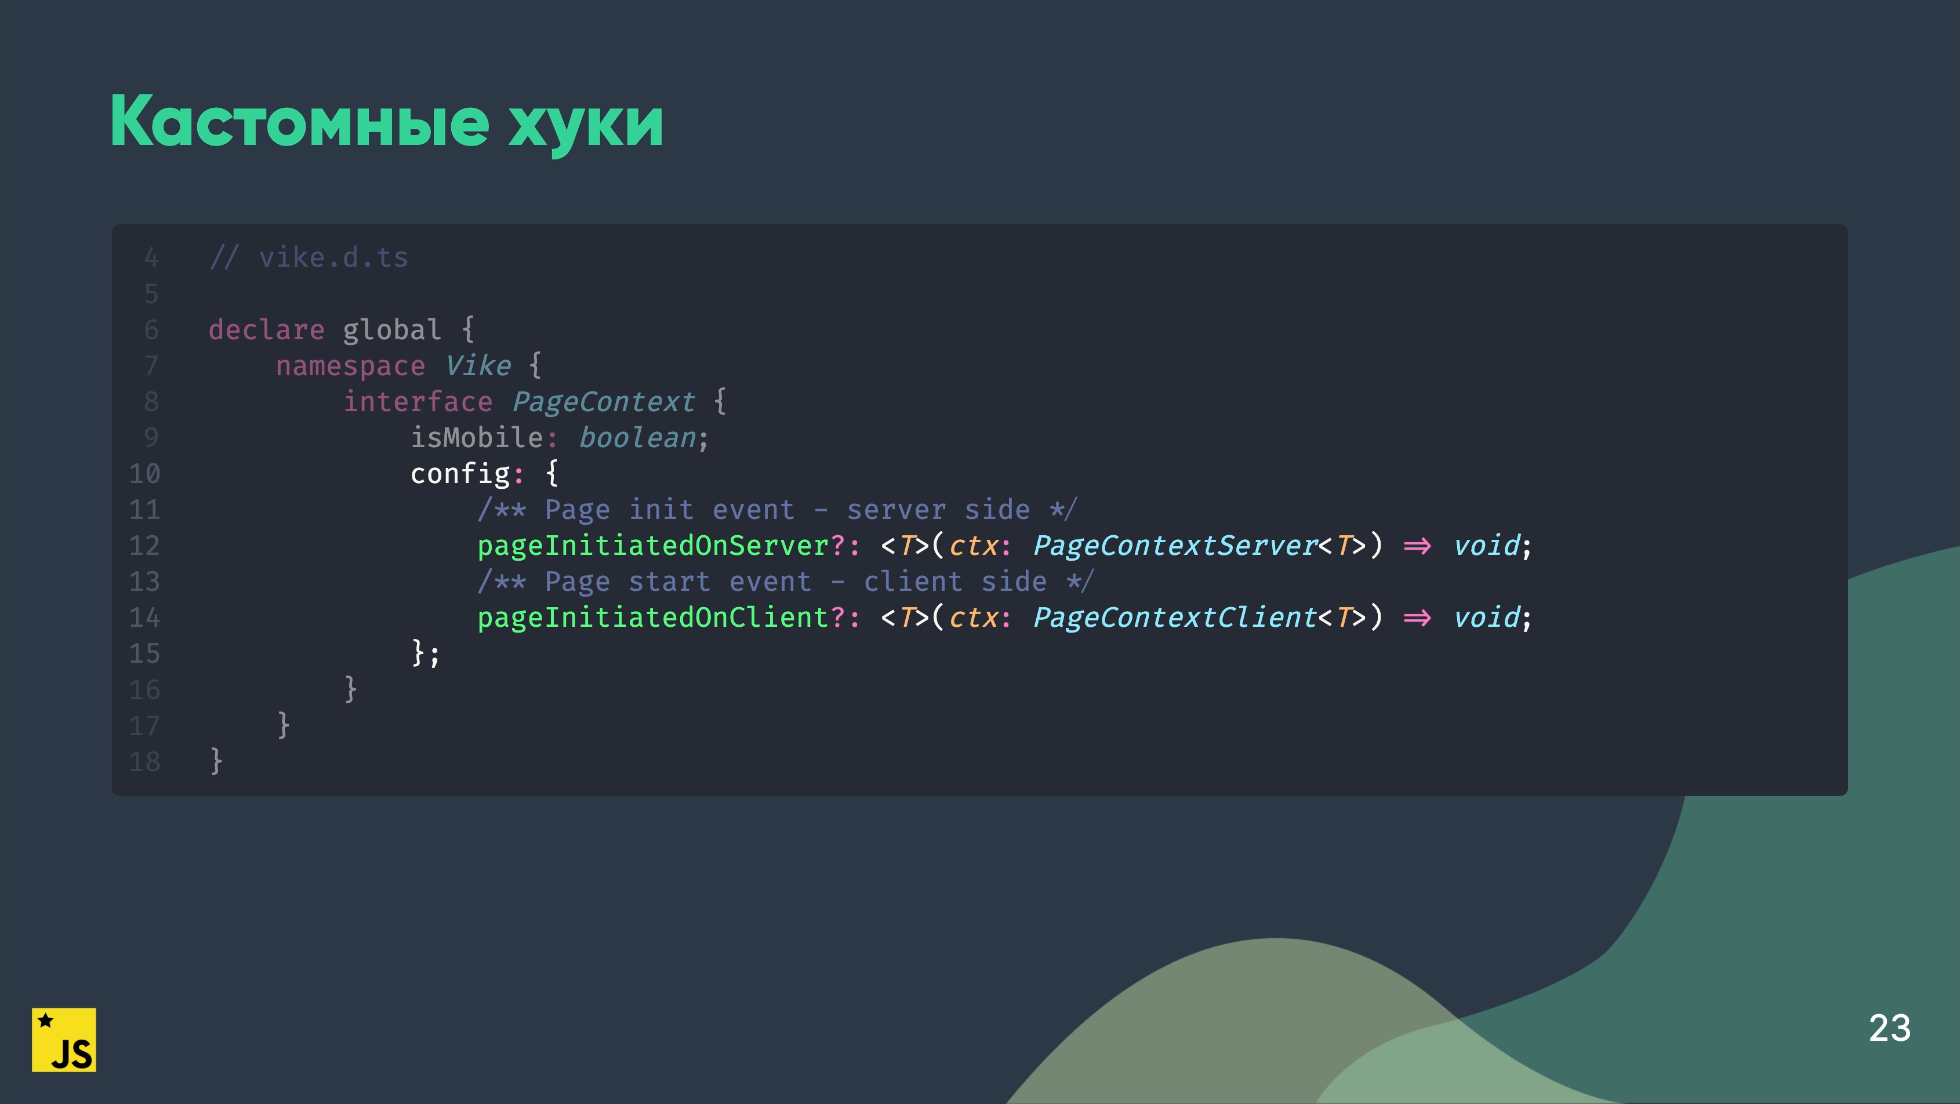 Кастомные хуки
4 // vike.d.ts
5
6 declare global {
7     namespace Vike {
8         interface PageContext {
9             isMobile: boolean;
10             config: {
11                 /** Page init event - server side */
12                 pageInitiatedOnServer?: <T>(ctx: PageContextServer<T>) => void;
13                 /** Page start event - client side */
14                 pageInitiatedOnClient?: <T>(ctx: PageContextClient<T>) => void;
15             };
16         }
17     }
18 }
JS
23